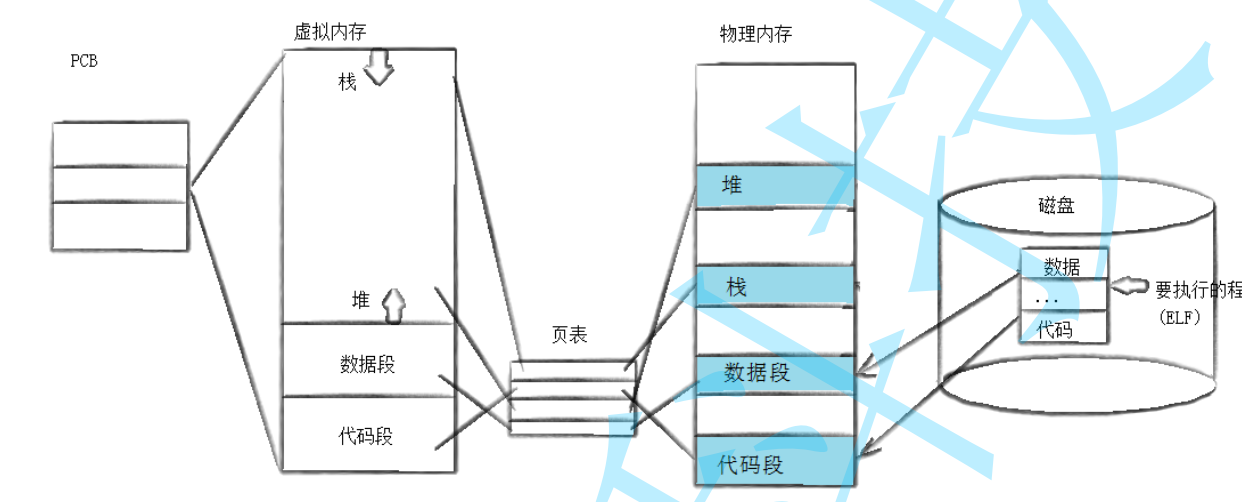 PCB
虚拟内存
栈
堆
数据段
代码段
页表
物理内存
堆
栈
数据段
代码段
磁盘
数据
...
代码
要执行的程
(ELF)